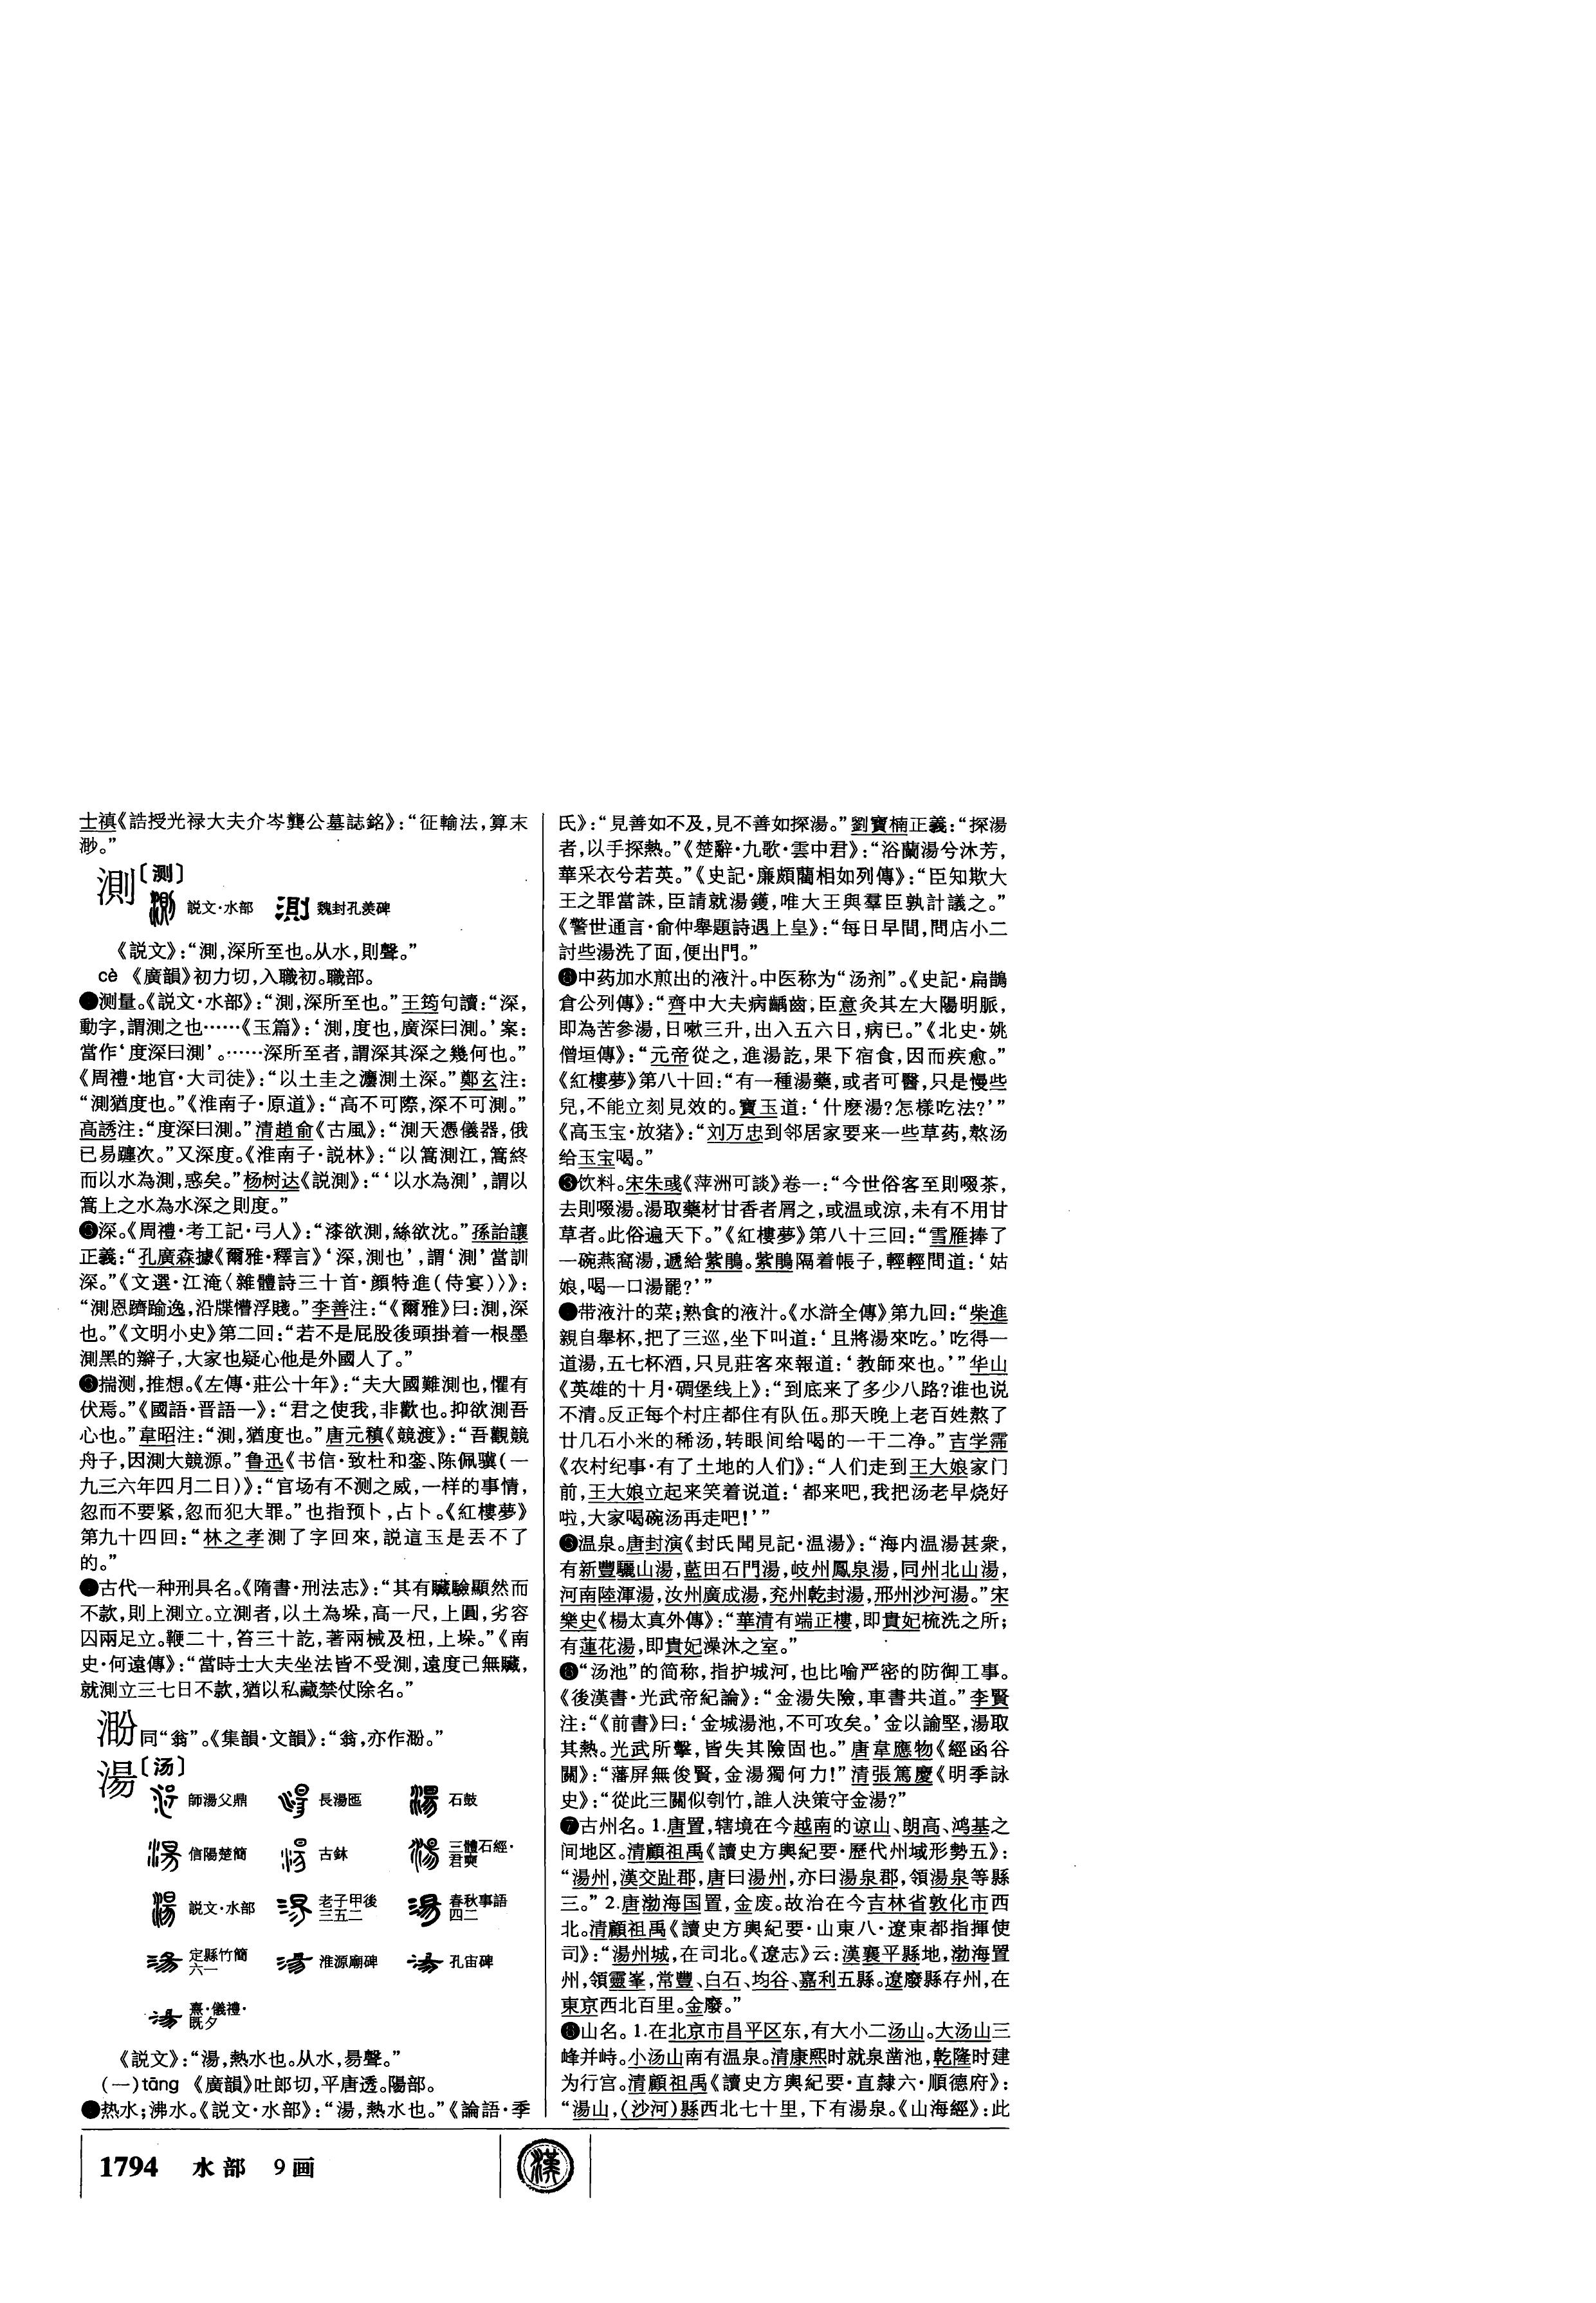 士禛《誥授光禄大夫介岑龔公墓誌銘》：“征輸法，算末
渺。”
測〔测〕
説文·水部 魏封孔羡碑
《説文》：“測，深所至也。从水，則聲。”
cè 《廣韻》初力切，入職初。職部。
测量。《説文·水部》：“測，深所至也。”王筠句讀：“深，
動字，謂測之也……《玉篇》：‘測，度也，廣深曰測。’案：
當作‘度深曰測’。……深所至者，謂深其深之幾何也。”
《周禮·地官·大司徒》：“以土圭之灋測土深。”鄭玄注：
“測猶度也。”《淮南子·原道》：“高不可際，深不可測。”
高誘注：“度深曰測。”清趙俞《古風》：“測天憑儀器，俄
已易躔次。”又深度。《淮南子·説林》：“以篙測江，篙終
而以水為測，惑矣。”杨树达《説測》：“‘以水為測’，謂以
篙上之水為水深之則度。”
深。《周禮·考工記·弓人》：“漆欲測，絲欲沈。”孫詒讓
正義：“孔廣森據《爾雅·釋言》‘深，測也’，謂‘測’當訓
深。”《文選·江淹〈雜體詩三十首·顔特進（侍宴）〉》：
“測恩躋踰逸，沿牒懵浮賤。”李善注：“《爾雅》曰：測，深
也。”《文明小史》第二回：“若不是屁股後頭掛着一根墨
測黑的辮子，大家也疑心他是外國人了。”
❸揣测，推想。《左傳·莊公十年》：“夫大國難測也，懼有
伏焉。”《國語·晋語一》：“君之使我，非歡也。抑欲測吾
心也。”韋昭注：“測，猶度也。”唐元稹《競渡》：“吾觀競
舟子，因測大競源。”鲁迅《书信·致杜和銮、陈佩骥（一
九三六年四月二日）》：“官场有不测之威，一样的事情，
忽而不要紧，忽而犯大罪。”也指预卜，占卜。《紅樓夢》
第九十四回：“林之孝測了字回來，説這玉是丢不了
的。”
古代一种刑具名。《隋書·刑法志》：“其有贜驗顯然而
不款，則上測立。立測者，以土為垛，高一尺，上圓，劣容
囚兩足立。鞭二十，笞三十訖，著兩械及杻，上垛。”《南
史·何遠傳》：“當時士大夫坐法皆不受測，遠度己無贜，
就測立三七日不款，猶以私藏禁仗除名。”
同“翁”。《集韻·文韻》：“翁，亦作。”
湯〔汤〕
師湯父鼎 長湯匜 石鼓
信陽楚簡 古鉥 三體石經·
君奭
説文·水部 老子甲後
三五二 春秋事語
四二
定縣竹簡
六一 淮源廟碑 孔宙碑
熹·儀禮·
既夕
《説文》：“湯，熱水也。从水，昜聲。”
（一）tāng 《廣韻》吐郎切，平唐透。陽部。
热水；沸水。《説文·水部》：“湯，熱水也。”《論語·季
氏》：“見善如不及，見不善如探湯。”劉寶楠正義：“探湯
者，以手探熱。”《楚辭·九歌·雲中君》：“浴蘭湯兮沐芳，
華采衣兮若英。”《史記·廉頗藺相如列傳》：“臣知欺大
王之罪當誅，臣請就湯鑊，唯大王與羣臣孰計議之。”
《警世通言·俞仲舉題詩遇上皇》：“每日早間，問店小二
討些湯洗了面，便出門。”
中药加水煎出的液汁。中医称为“汤剂”。《史記·扁鵲
倉公列傳》：“齊中大夫病齲齒，臣意灸其左大陽明脈，
即為苦參湯，日嗽三升，出入五六日，病已。”《北史·姚
僧垣傳》：“元帝從之，進湯訖，果下宿食，因而疾愈。”
《紅樓夢》第八十回：“有一種湯藥，或者可醫，只是慢些
兒，不能立刻見效的。寶玉道：‘什麽湯？怎樣吃法？’”
《高玉宝·放猪》：“刘万忠到邻居家要来一些草药，熬汤
给玉宝喝。”
❸饮料。宋朱彧《萍洲可談》卷一：“今世俗客至則啜茶，
去則啜湯。湯取藥材甘香者屑之，或温或涼，未有不用甘
草者。此俗遍天下。”《紅樓夢》第八十三回：“雪雁捧了
一碗燕窩湯，遞給紫鵑。紫鵑隔着帳子，輕輕問道：‘姑
娘，喝一口湯罷？’”
带液汁的菜；熟食的液汁。《水滸全傳》第九回：“柴進
親自舉杯，把了三巡，坐下叫道：‘且將湯來吃。’吃得一
道湯，五七杯酒，只見莊客來報道：‘教師來也。’”华山
《英雄的十月·碉堡线上》：“到底来了多少八路？谁也说
不清。反正每个村庄都住有队伍。那天晚上老百姓熬了
廿几石小米的稀汤，转眼间给喝的一干二净。”吉学霈
《农村纪事·有了土地的人们》：“人们走到王大娘家门
前，王大娘立起来笑着说道：‘都来吧，我把汤老早烧好
啦，大家喝碗汤再走吧！’”
温泉。唐封演《封氏聞見記·温湯》：“海内温湯甚衆，
有新豐驪山湯，藍田石門湯，岐州鳳泉湯，同州北山湯，
河南陸渾湯，汝州廣成湯，兖州乾封湯，邢州沙河湯。”宋
樂史《楊太真外傳》：“華清有端正樓，即貴妃梳洗之所；
有蓮花湯，即貴妃澡沐之室。”
“汤池”的简称，指护城河，也比喻严密的防御工事。
《後漢書·光武帝紀論》：“金湯失險，車書共道。”李賢
注：“《前書》曰：‘金城湯池，不可攻矣。’金以諭堅，湯取
其熱。光武所擊，皆失其險固也。”唐韋應物《經函谷
關》：“藩屏無俊賢，金湯獨何力！”清張篤慶《明季詠
史》：“從此三關似刳竹，誰人決策守金湯？”
❼古州名。1.唐置，辖境在今越南的谅山、朗高、鸿基之
间地区。清顧祖禹《讀史方輿紀要·歷代州域形勢五》：
“湯州，漢交趾郡，唐曰湯州，亦曰湯泉郡，領湯泉等縣
三。”2.唐渤海国置，金废。故治在今吉林省敦化市西
北。清顧祖禹《讀史方輿紀要·山東八·遼東都指揮使
司》：“湯州城，在司北。《遼志》云：漢襄平縣地，渤海置
州，領靈峯，常豐、白石、均谷、嘉利五縣。遼廢縣存州，在
東京西北百里。金廢。”
山名。1.在北京市昌平区东，有大小二汤山。大汤山三
峰并峙。小汤山南有温泉。清康熙时就泉凿池，乾隆时建
为行宫。清顧祖禹《讀史方輿紀要·直隸六·順德府》：
“湯山，（沙河）縣西北七十里，下有湯泉。《山海經》：此
1794 水部 9画
漢